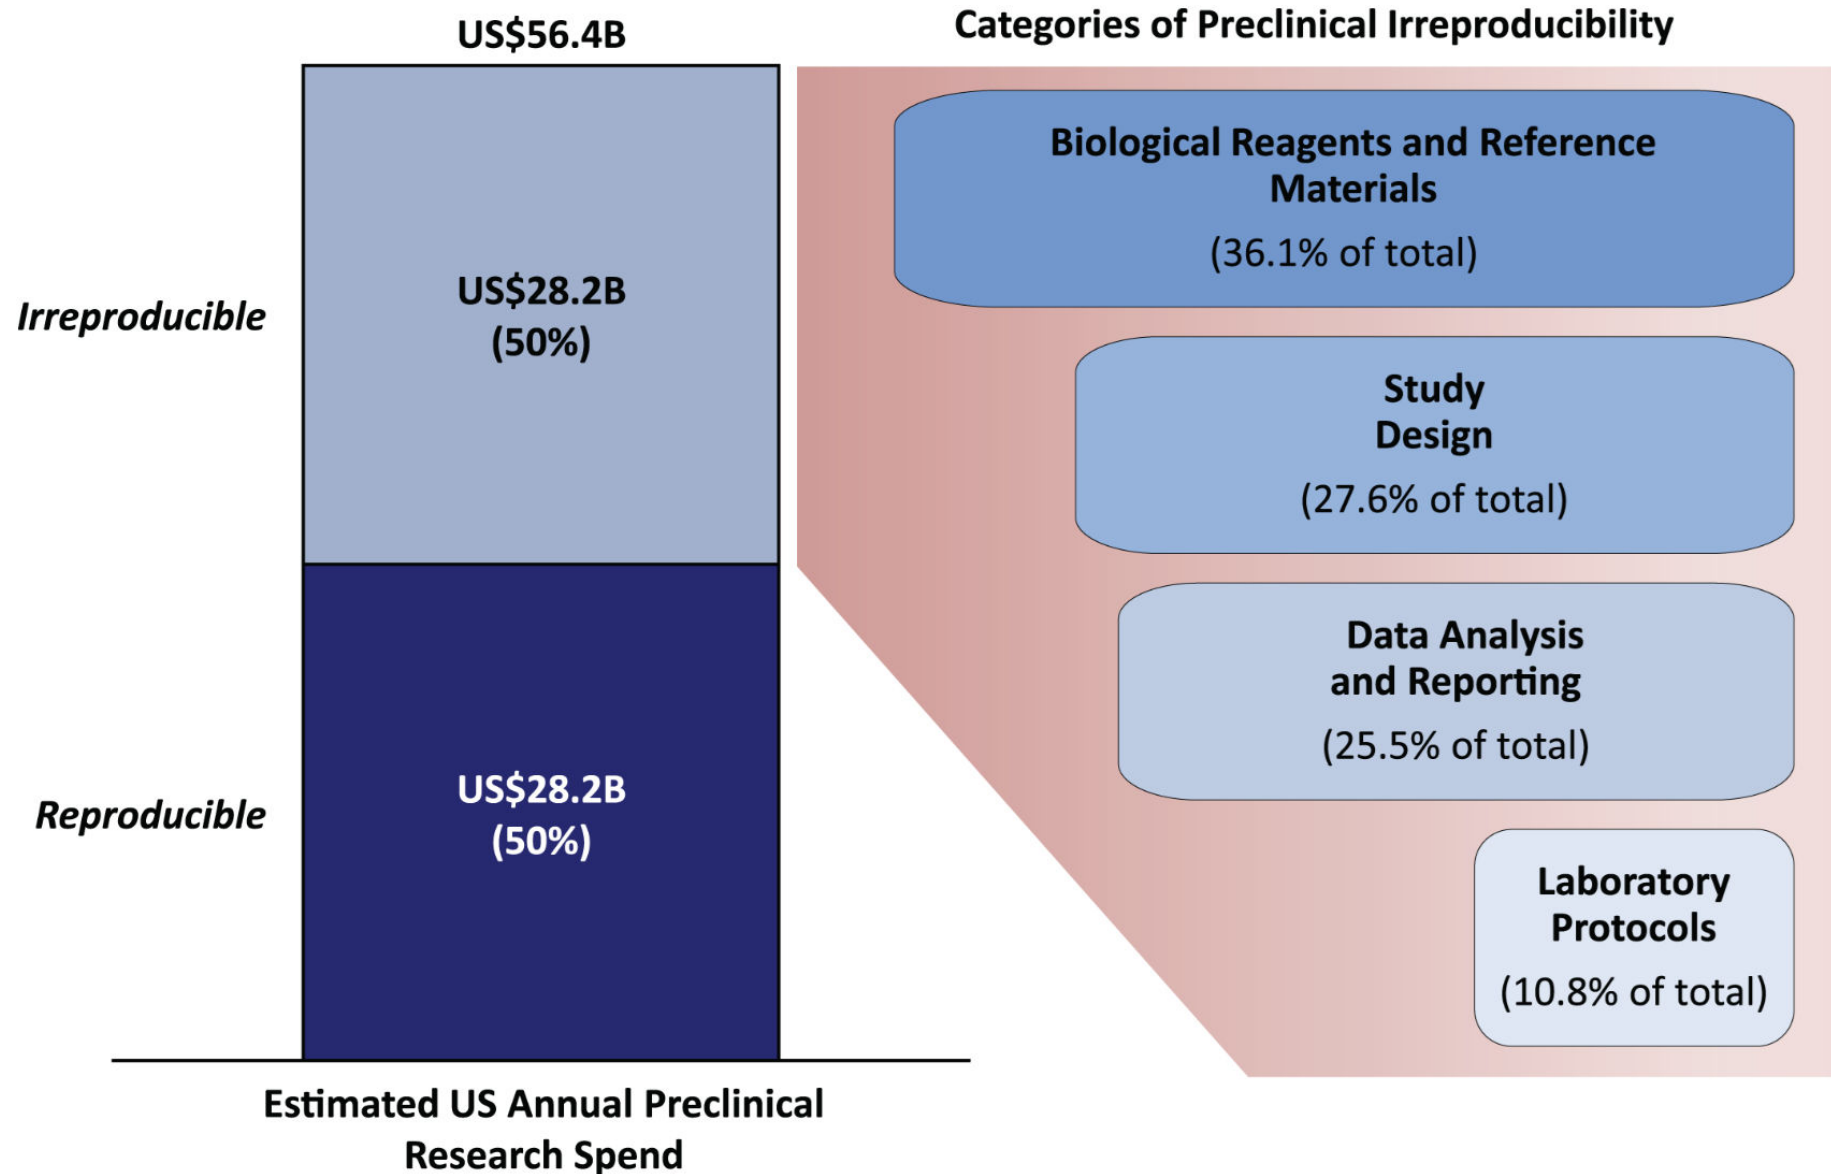 US$56.4B
Irreproducible
US$28.2B
(50%)
Reproducible
US$28.2B
(50%)
Estimated US Annual Preclinical
Research Spend
Categories of Preclinical Irreproducibility
Biological Reagents and Reference
Materials
(36.1% of total)
Study
Design
(27.6% of total)
Data Analysis
and Reporting
(25.5% of total)
Laboratory
Protocols
(10.8% of total)